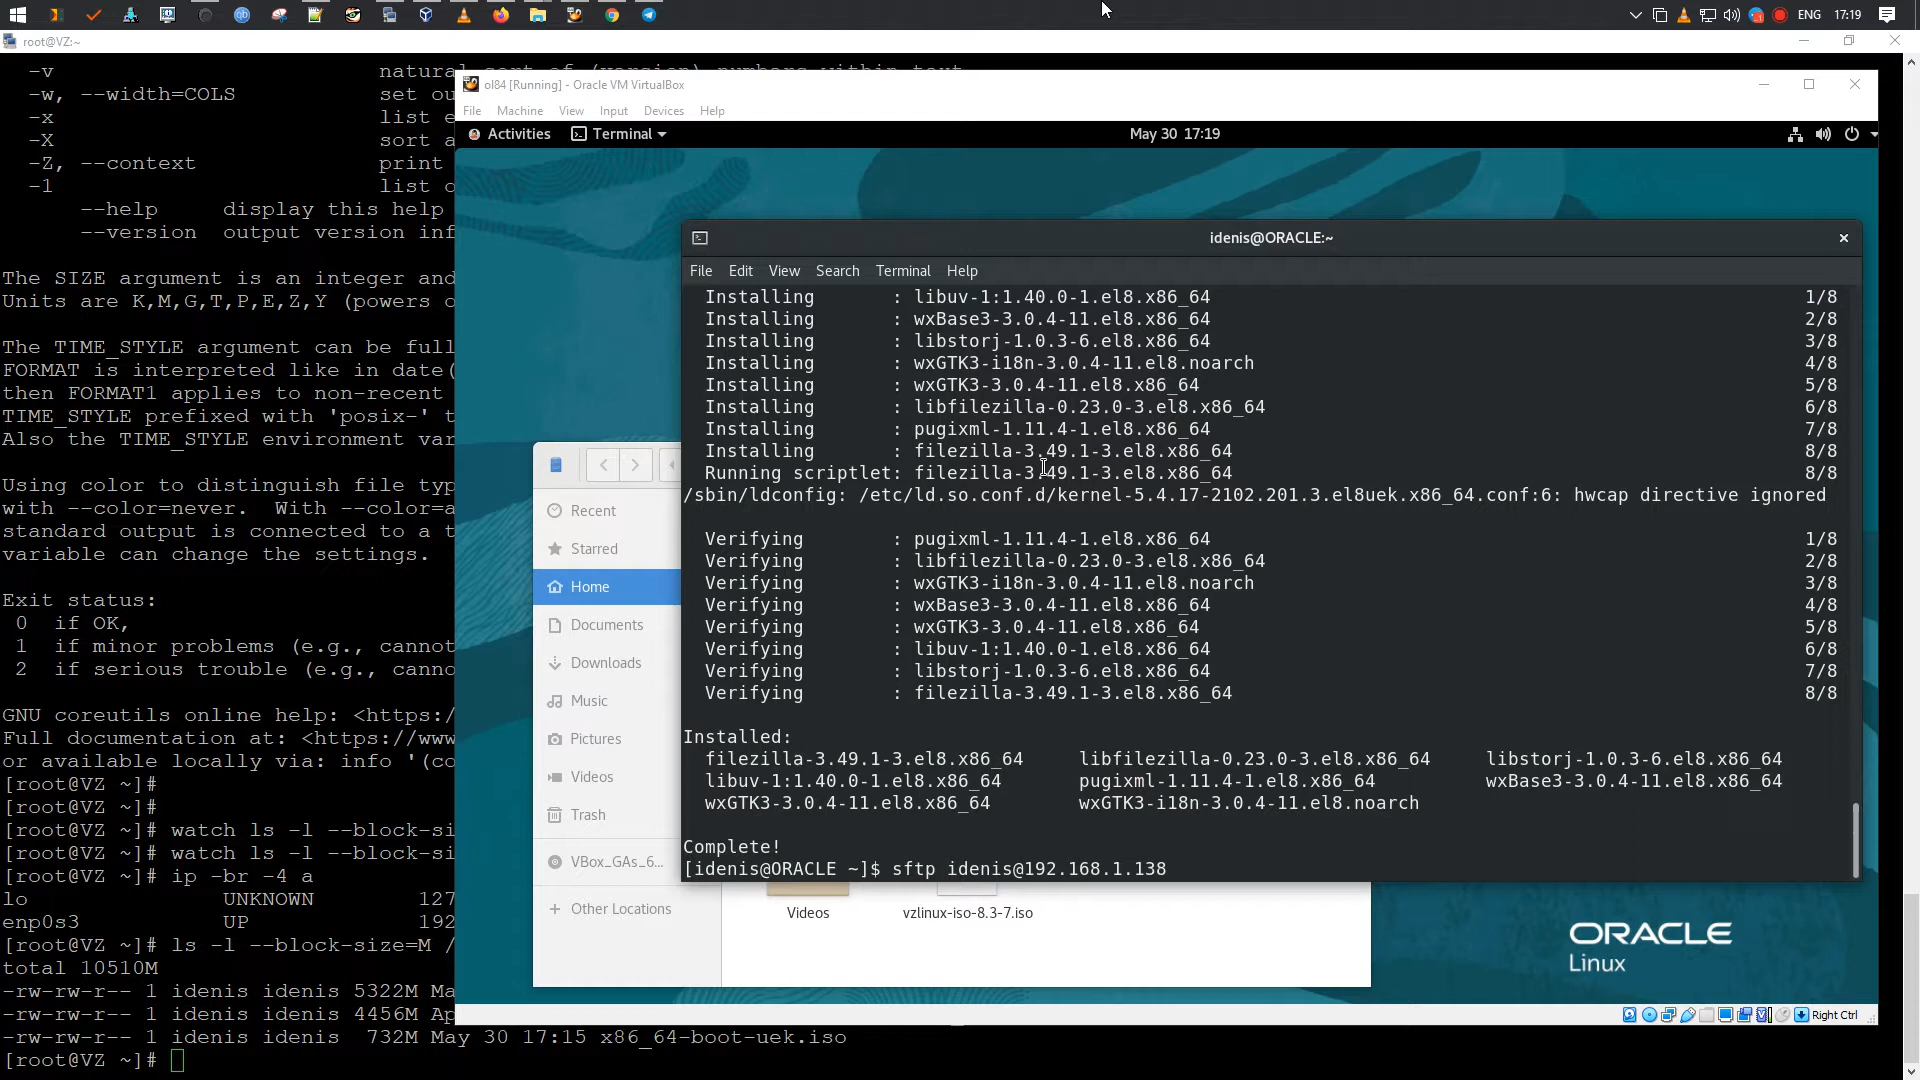 ENG 17:19
root@VZ:~
-v
-w, --width=COLS set ou
-x list e
-X sort a
-Z, --context print
-1 list o
--help display this help
--version output version inf
The SIZE argument is an integer and
Units are K,M,G,T,P,E,Z,Y (powers o
The TIME_STYLE argument can be full
FORMAT is interpreted like in date(
then FORMAT1 applies to non-recent
TIME_STYLE prefixed with 'posix-' t
Also the TIME_STYLE environment var
Using color to distinguish file typ
with --color=never. With --color=a
standard output is connected to a t
variable can change the settings.
Exit status:
0 if OK,
1 if minor problems (e.g., cannot
2 if serious trouble (e.g., canno
GNU coreutils online help: <https:/
Full documentation at: <https://www
or available locally via: info '(co
[root@VZ ~]#
[root@VZ ~]#
[root@VZ ~]# watch ls -l --block-si
[root@VZ ~]# watch ls -l --block-si
[root@VZ ~]# ip -br -4 a
lo UNKNOWN 127
enp0s3 UP 192
[root@VZ ~]# ls -l --block-size=M /
total 10510M
-rw-rw-r-- 1 idenis idenis 5322M Ma
-rw-rw-r-- 1 idenis idenis 4456M Ap
-rw-rw-r-- 1 idenis idenis 732M May 30 17:15 x86_64-boot-uek.iso
[root@VZ ~]#
ol84 [Running] - Oracle VM VirtualBox
File Machine View Input Devices Help
Activities Terminal May 30 17:19
idenis@ORACLE:~
File Edit View Search Terminal Help
Installing : libuv-1:1.40.0-1.el8.x86_64 1/8
Installing : wxBase3-3.0.4-11.el8.x86_64 2/8
Installing : libstorj-1.0.3-6.el8.x86_64 3/8
Installing : wxGTK3-i18n-3.0.4-11.el8.noarch 4/8
Installing : wxGTK3-3.0.4-11.el8.x86_64 5/8
Installing : libfilezilla-0.23.0-3.el8.x86_64 6/8
Installing : pugixml-1.11.4-1.el8.x86_64 7/8
Installing : filezilla-3.49.1-3.el8.x86_64 8/8
Running scriptlet: filezilla-3.49.1-3.el8.x86_64 8/8
/sbin/ldconfig: /etc/ld.so.conf.d/kernel-5.4.17-2102.201.3.el8uek.x86_64.conf:6: hwcap directive ignored
Verifying : pugixml-1.11.4-1.el8.x86_64 1/8
Verifying : libfilezilla-0.23.0-3.el8.x86_64 2/8
Verifying : wxGTK3-i18n-3.0.4-11.el8.noarch 3/8
Verifying : wxBase3-3.0.4-11.el8.x86_64 4/8
Verifying : wxGTK3-3.0.4-11.el8.x86_64 5/8
Verifying : libuv-1:1.40.0-1.el8.x86_64 6/8
Verifying : libstorj-1.0.3-6.el8.x86_64 7/8
Verifying : filezilla-3.49.1-3.el8.x86_64 8/8
Installed:
filezilla-3.49.1-3.el8.x86_64 libfilezilla-0.23.0-3.el8.x86_64 libstorj-1.0.3-6.el8.x86_64
libuv-1:1.40.0-1.el8.x86_64 pugixml-1.11.4-1.el8.x86_64 wxBase3-3.0.4-11.el8.x86_64
wxGTK3-3.0.4-11.el8.x86_64 wxGTK3-i18n-3.0.4-11.el8.noarch
Complete!
[idenis@ORACLE ~]$ sftp idenis@192.168.1.138
Recent
Starred
Home
Documents
Downloads
Music
Pictures
Videos
Trash
VBox_GAs_6...
Other Locations
Videos
vzlinux-iso-8.3-7.iso
ORACLE
Linux
Right Ctrl